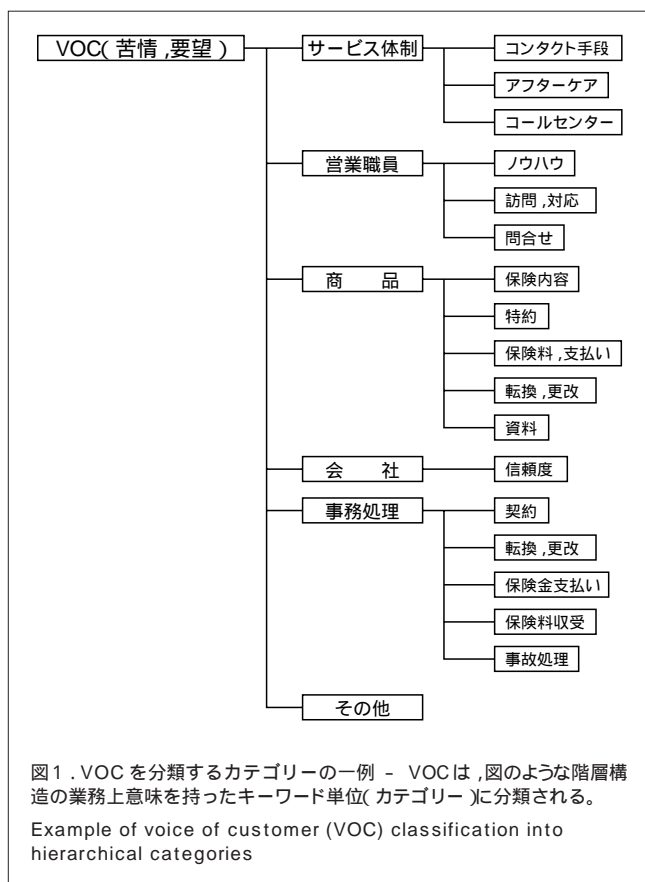 VOC(苦情,要望)
サービス体制
コンタクト手段
アフターケア
コールセンター
営業職員
ノウハウ
訪問,対応
問合せ
商　品
保険内容
特約
保険料,支払い
転換,更改
資料
会　社
信頼度
事務処理
契約
転換,更改
保険金支払い
保険料収受
事故処理
その他
図1．VOCを分類するカテゴリーの一例 － VOCは,図のような階層構
造の業務上意味を持ったキーワード単位(カテゴリー)に分類される。
Example of voice of customer (VOC) classification into
hierarchical categories